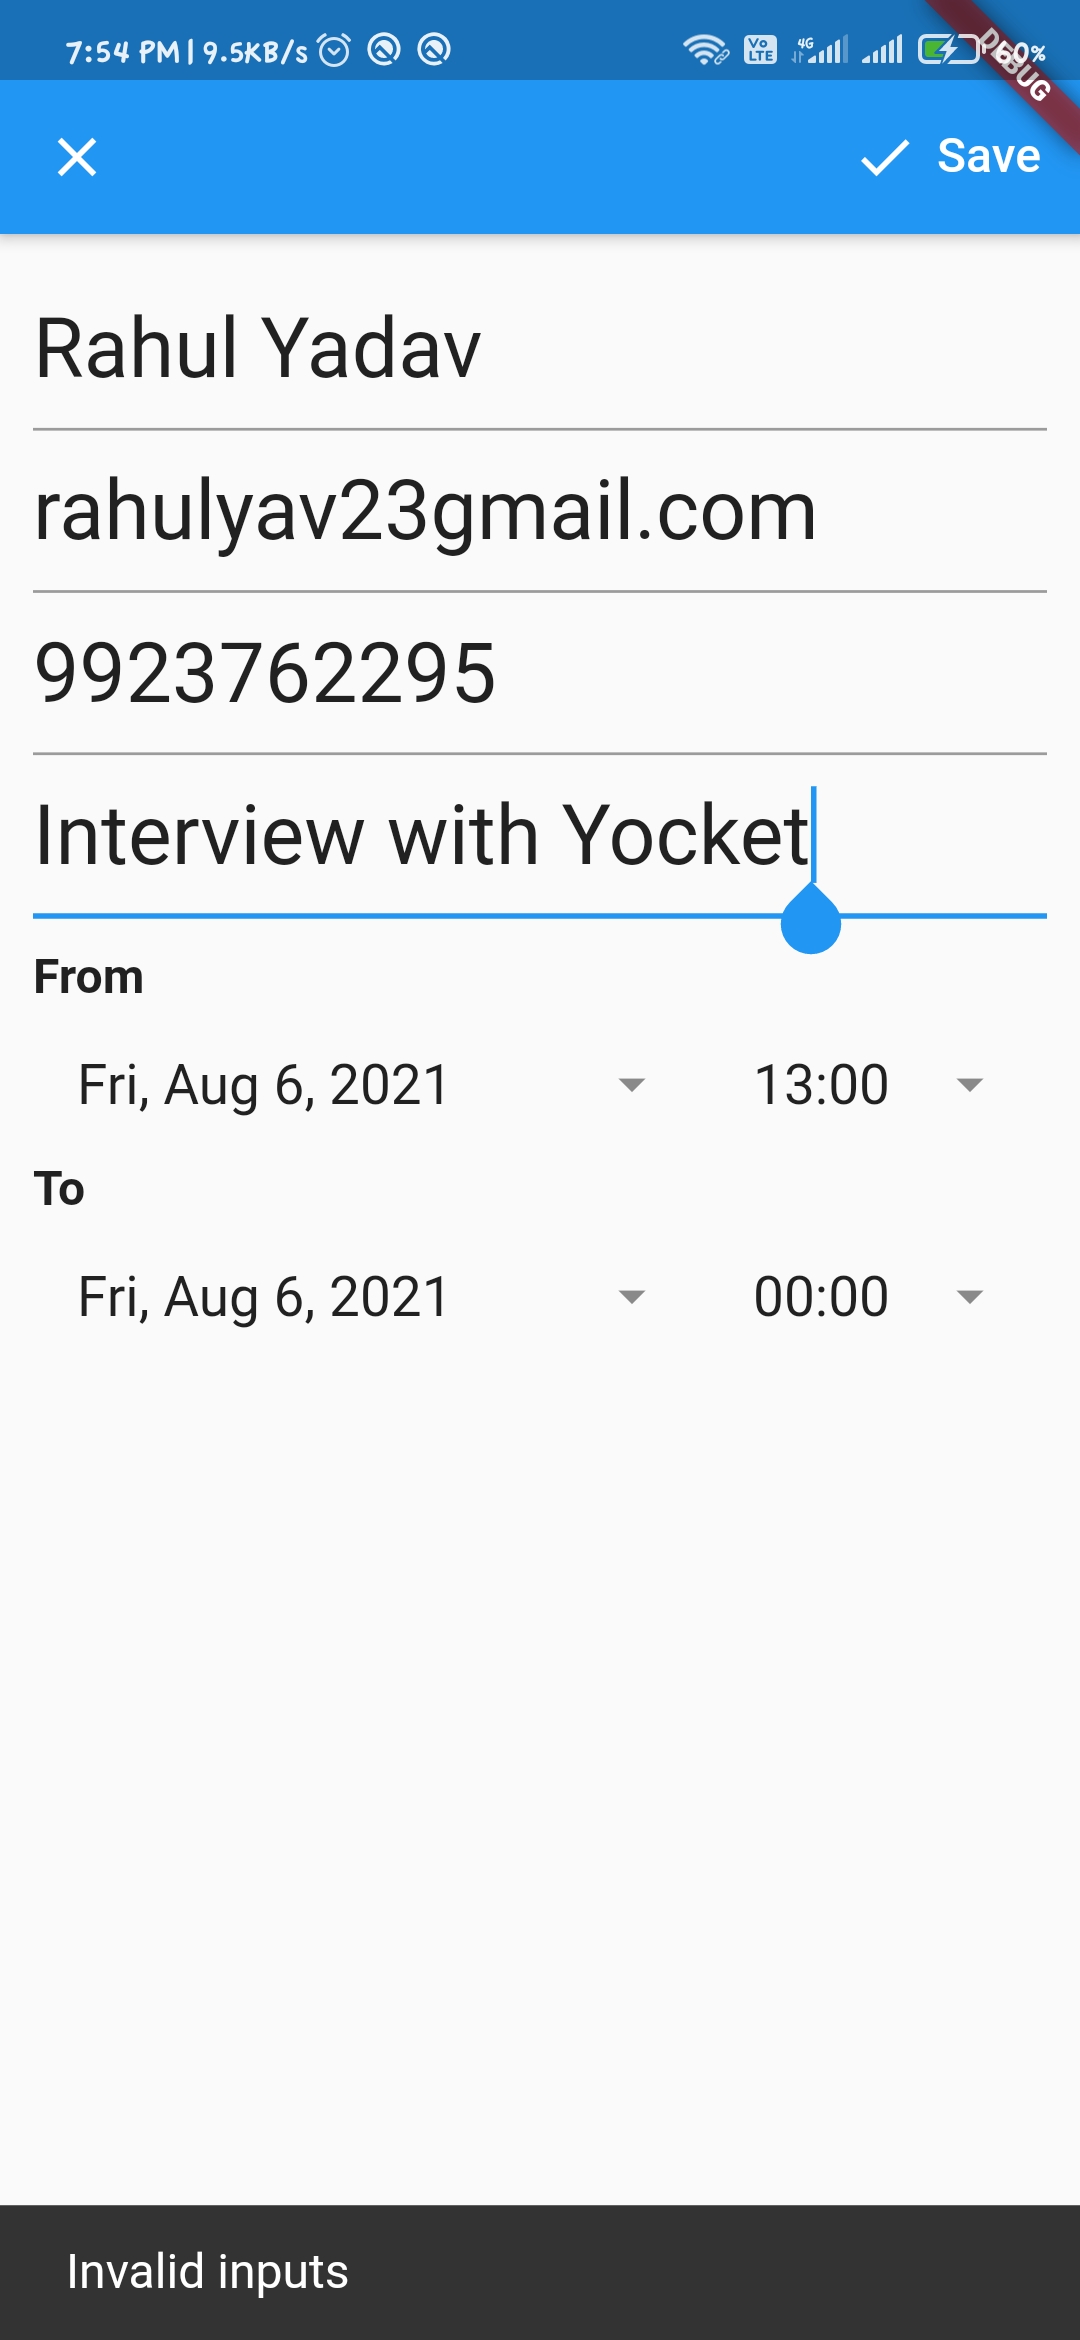 7:54 PM | 9.5KB/s Vo LTE 4G 60%
DEBUG
Save
Rahul Yadav
rahulyav23gmail.com
9923762295
Interview with Yocket
From
Fri, Aug 6, 2021 13:00
To
Fri, Aug 6, 2021 00:00
Invalid inputs